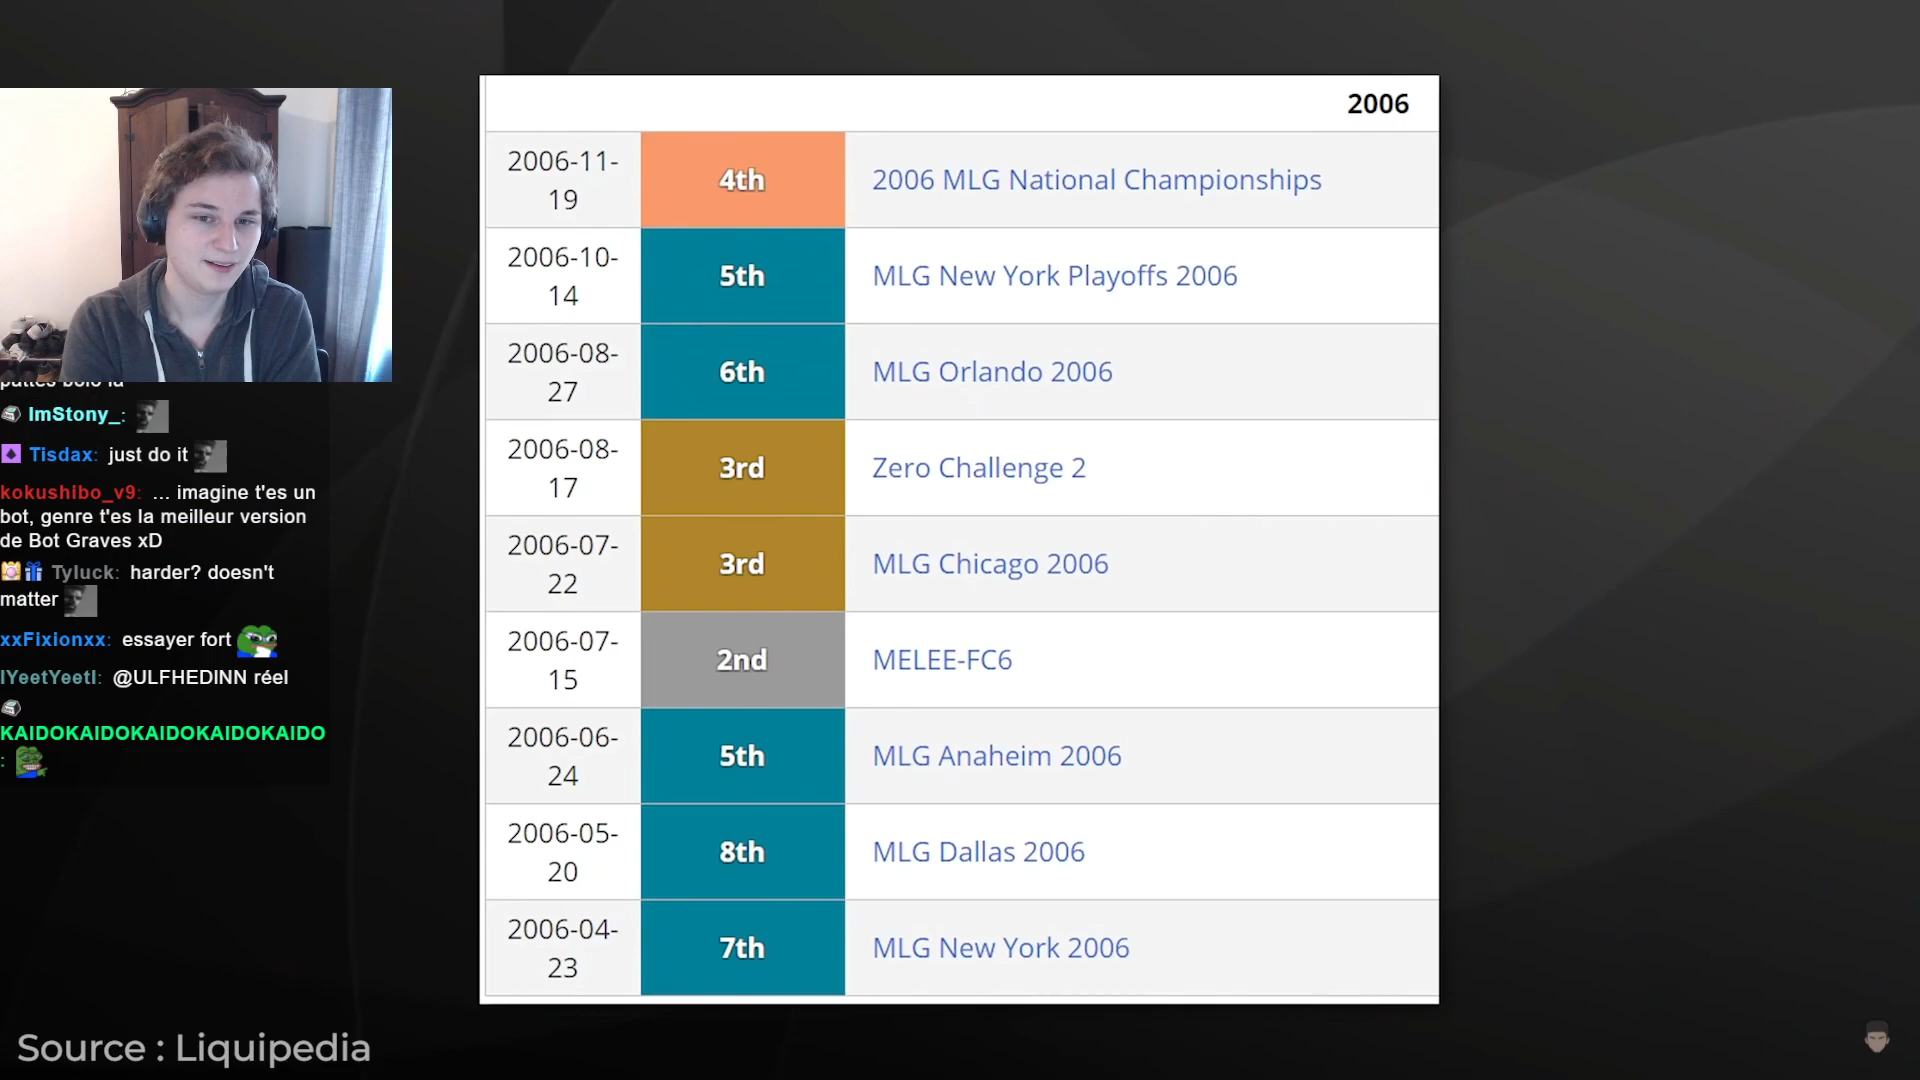 2006
2006-11-
19
4th
2006 MLG National Championships
2006-10-
14
5th
MLG New York Playoffs 2006
2006-08-
27
6th
MLG Orlando 2006
2006-08-
17
3rd
Zero Challenge 2
2006-07-
22
3rd
MLG Chicago 2006
2006-07-
15
2nd
MELEE-FC6
2006-06-
24
5th
MLG Anaheim 2006
2006-05-
20
8th
MLG Dallas 2006
2006-04-
23
7th
MLG New York 2006
ImStony_:
Tisdax: just do it
kokushibo_v9: ... imagine t'es un
bot, genre t'es la meilleur version
de Bot Graves xD
Tyluck: harder? doesn't
matter
xxFixionxx: essayer fort
lYeetYeetl: @ULFHEDINN réel
KAIDOKAIDOKAIDOKAIDOKAIDO
:
Source : Liquipedia